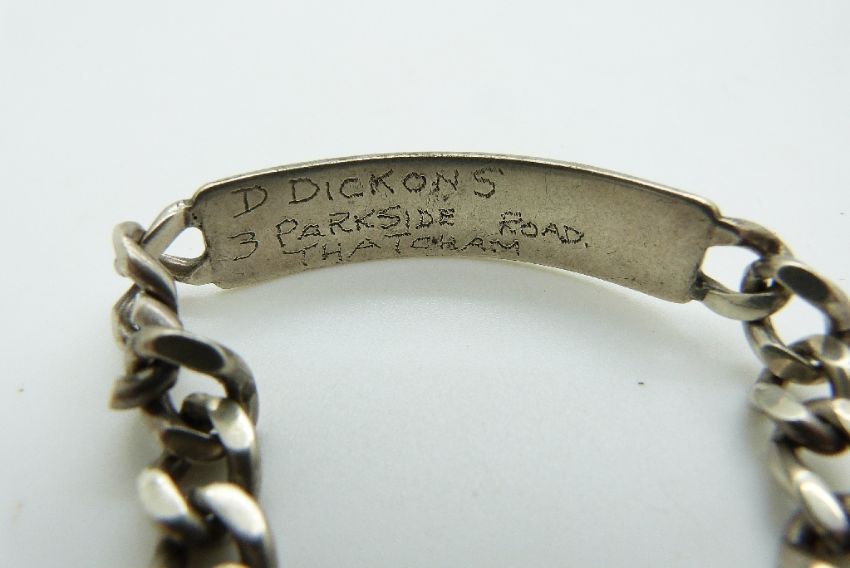 D DICKONS
3 PARKSIDE ROAD.
THATCHAM